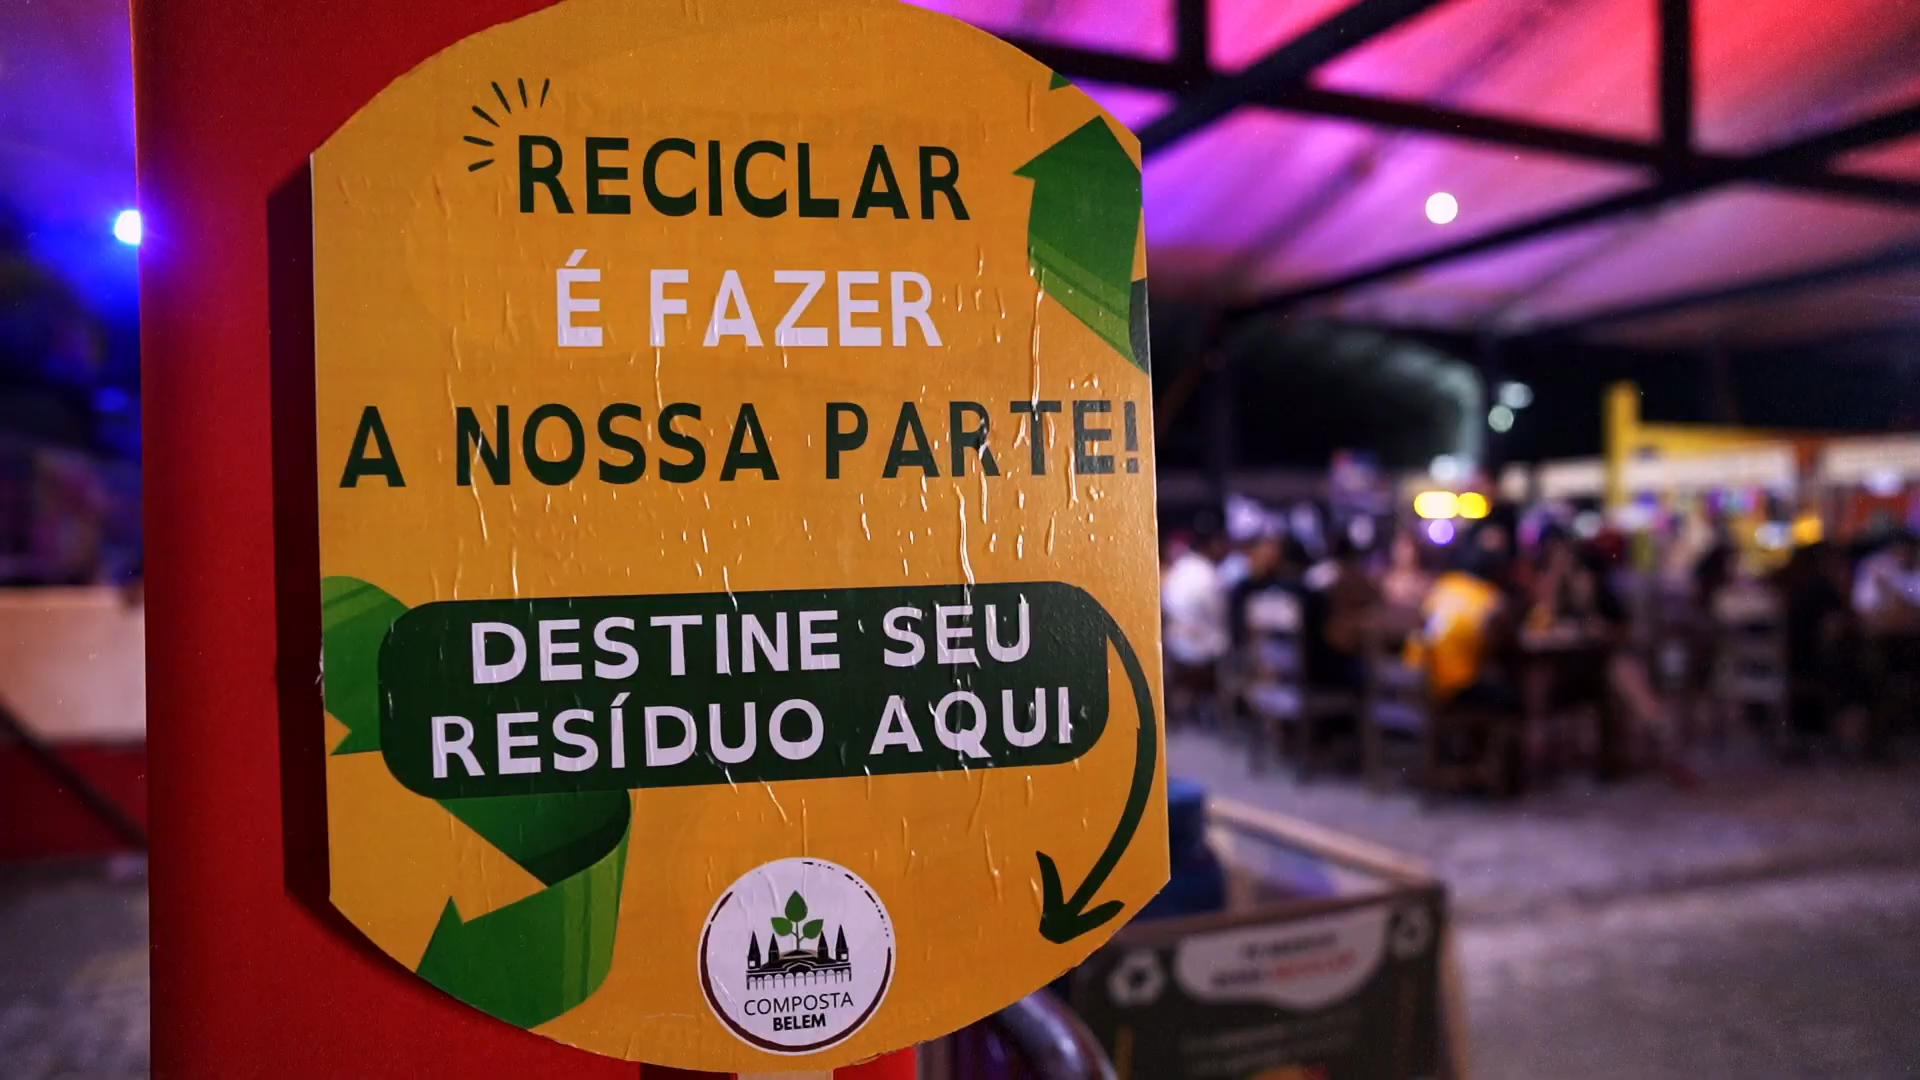 RECICLAR
É FAZER
A NOSSA PARTE!
DESTINE SEU
RESÍDUO AQUI
COMPOSTA
BELEM